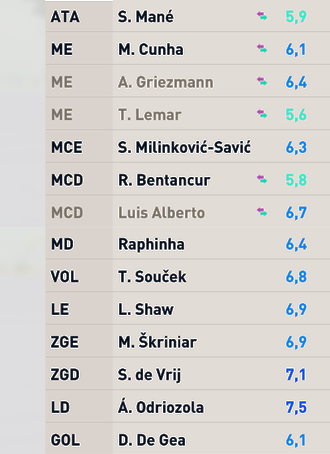 ATA S. Mané 5,9
ME M. Cunha 6,1
ME A. Griezmann 6,4
ME T. Lemar 5,6
MCE S. Milinković-Savić 6,3
MCD R. Bentancur 5,8
MCD Luis Alberto 6,7
MD Raphinha 6,4
VOL T. Souček 6,8
LE L. Shaw 6,9
ZGE M. Škriniar 6,9
ZGD S. de Vrij 7,1
LD Á. Odriozola 7,5
GOL D. De Gea 6,1